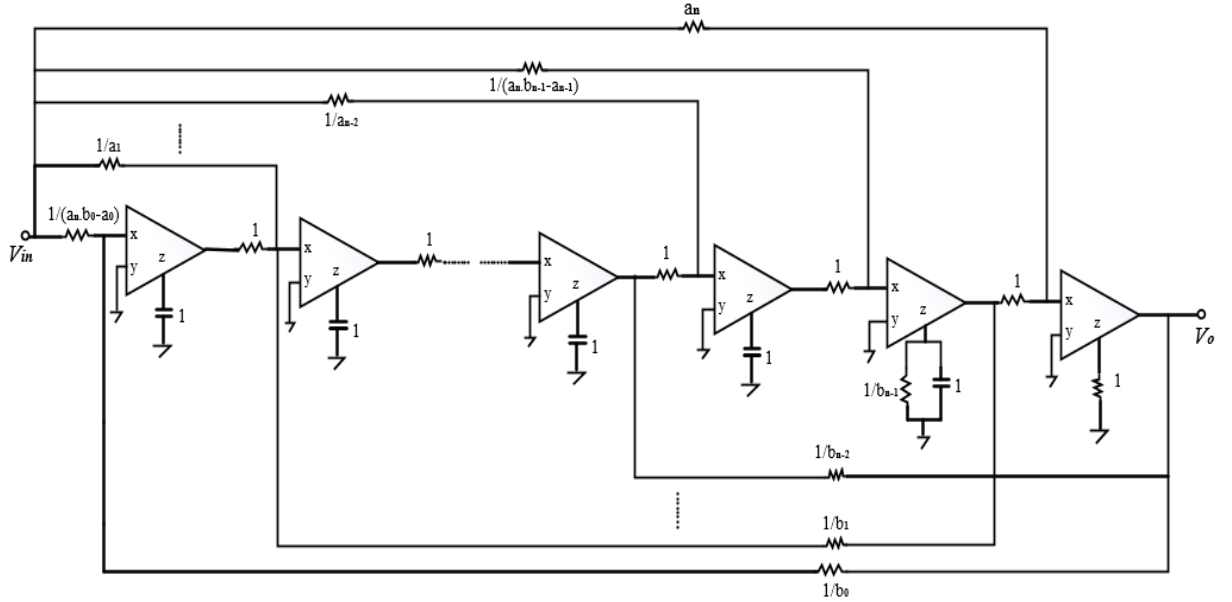 an
1/(an.bn-1-an-1)
1/an-2
1/a1
1/(an.b0-a0)
Vin
x
y
z
1
1
x
y
z
1
1
x
y
z
1
1
x
y
z
1
1
x
y
z
1/bn-1
1
1
x
y
z
1
Vo
1/bn-2
1/b1
1/b0